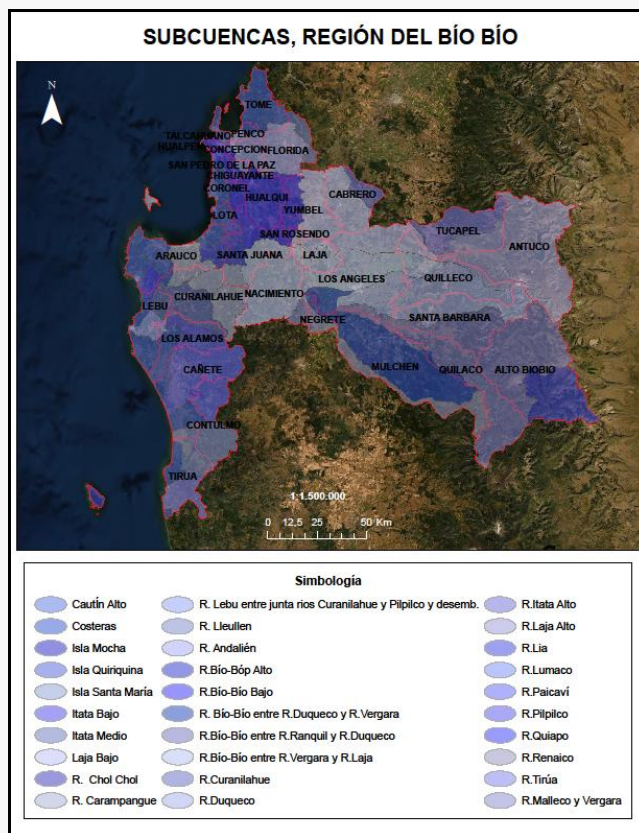 SUBCUENCAS, REGIÓN DEL BÍO BÍO
N
TOME
TALCAHUANO
PENCO
HUALPEN
CONCEPCION
FLORIDA
SAN PEDRO DE LA PAZ
CHIGUAYANTE
CORONEL
HUALQUI
CABRERO
LOTA
YUMBEL
TUCAPEL
SAN ROSENDO
ANTUCO
ARAUCO
SANTA JUANA
LAJA
LOS ANGELES
QUILLECO
CURANILAHUE
NACIMIENTO
LEBU
NEGRETE
SANTA BARBARA
LOS ALAMOS
CAÑETE
MULCHEN
QUILACO
ALTO BIOBIO
CONTULMO
TIRUA
1:1.500.000
0 12,5 25 50 Km
Simbología
Cautín Alto
Costeras
Isla Mocha
Isla Quiriquina
Isla Santa María
Itata Bajo
Itata Medio
Laja Bajo
R. Chol Chol
R. Carampangue
R. Lebu entre junta rios Curanilahue y Pilpilco y desemb.
R. Lleullen
R. Andalién
R.Bío-Bóp Alto
R.Bío-Bío Bajo
R. Bío-Bío entre R.Duqueco y R.Vergara
R.Bío-Bío entre R.Ranquil y R.Duqueco
R.Bío-Bío entre R.Vergara y R.Laja
R.Curanilahue
R.Duqueco
R.Itata Alto
R.Laja Alto
R.Lia
R.Lumaco
R.Paicaví
R.Pilpilco
R.Quiapo
R.Renaico
R.Tirúa
R.Malleco y Vergara